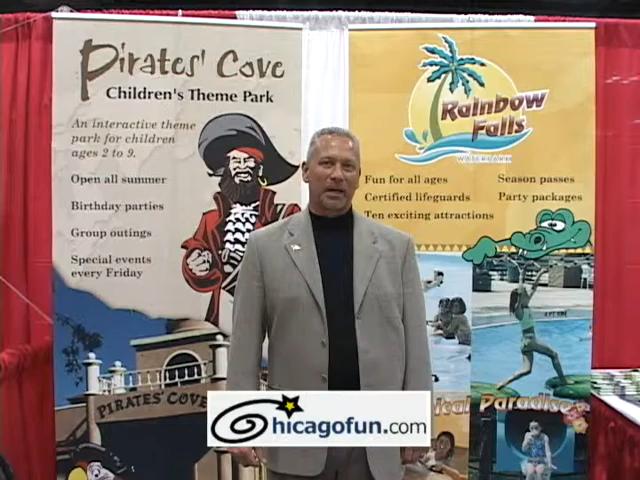 Pirates' Cove
Children's Theme Park
An interactive theme
park for children
ages 2 to 9.
Open all summer
Birthday parties
Group outings
Special events
every Friday
PIRATES' COVE
Rainbow
Falls
WATERPARK
Fun for all ages
Certified lifeguards
Ten exciting attractions
Season passes
Party packages
Paradise
Chicagofun.com